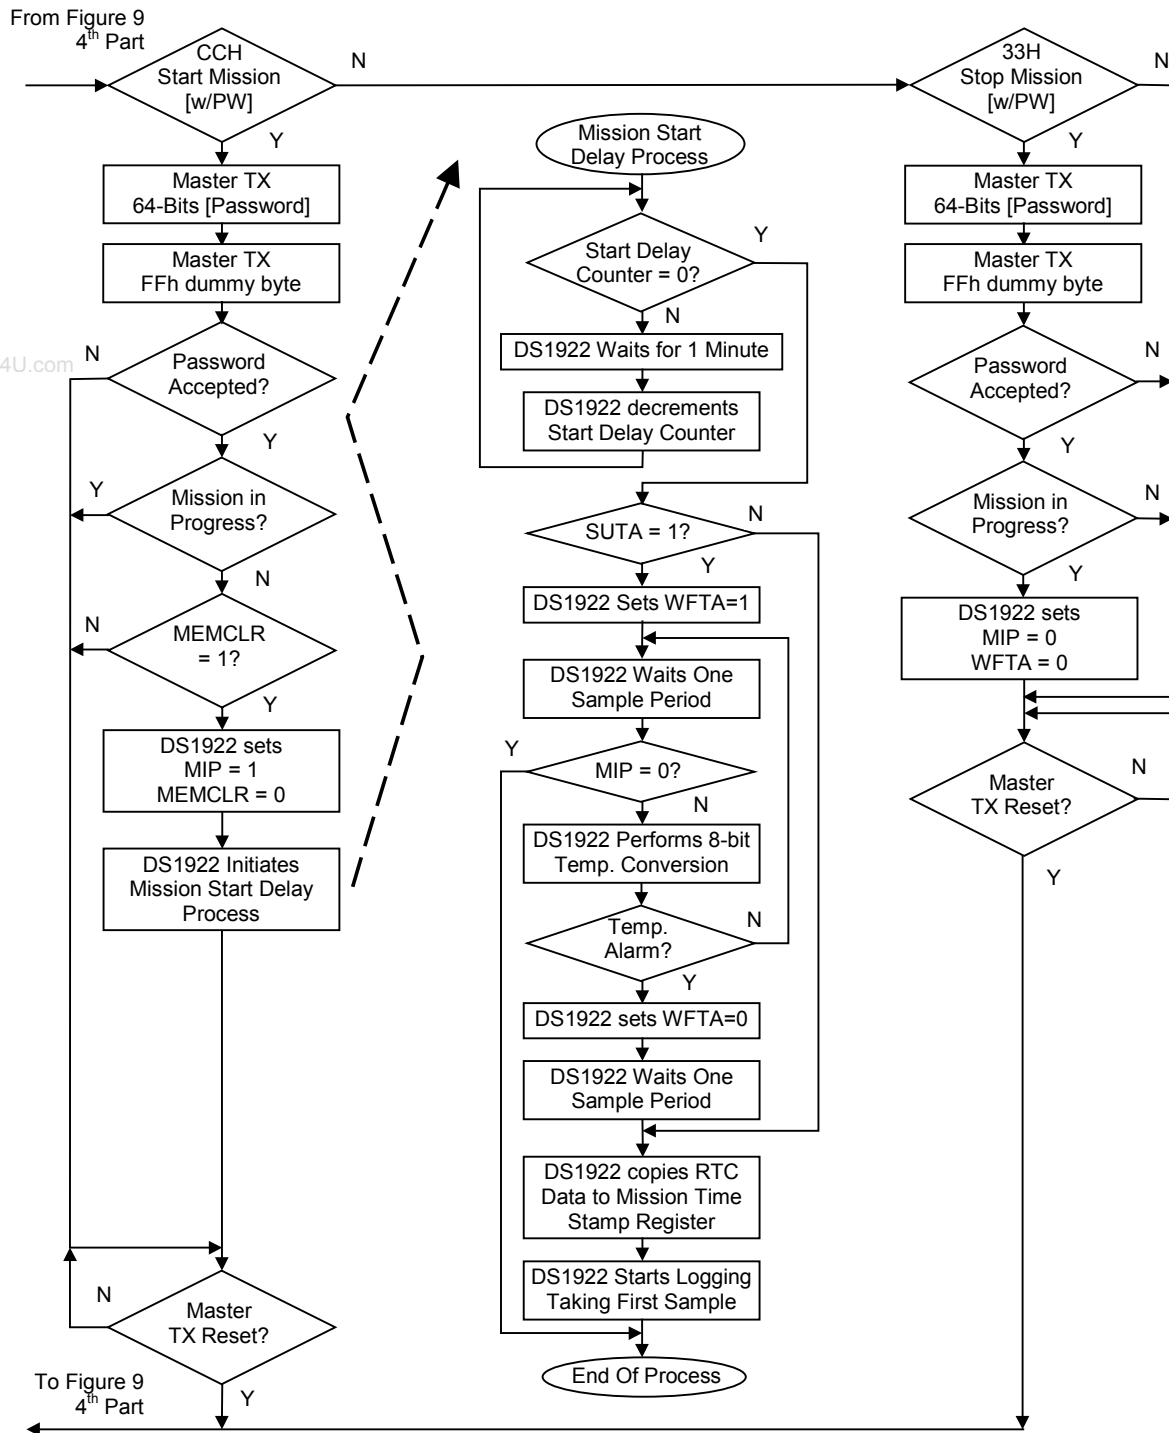 From Figure 9
4th Part
CCH
Start Mission
[w/PW]
N
Y
Master TX
64-Bits [Password]
Master TX
FFh dummy byte
4U.com
N
Password
Accepted?
Y
Y
Mission in
Progress?
N
N
MEMCLR
= 1?
Y
DS1922 sets
MIP = 1
MEMCLR = 0
DS1922 Initiates
Mission Start Delay
Process
N
Master
TX Reset?
Y
To Figure 9
4th Part
Mission Start
Delay Process
Start Delay
Counter = 0?
Y
N
DS1922 Waits for 1 Minute
DS1922 decrements
Start Delay Counter
SUTA = 1?
N
Y
DS1922 Sets WFTA=1
DS1922 Waits One
Sample Period
Y
MIP = 0?
N
DS1922 Performs 8-bit
Temp. Conversion
Temp.
Alarm?
N
Y
DS1922 sets WFTA=0
DS1922 Waits One
Sample Period
DS1922 copies RTC
Data to Mission Time
Stamp Register
DS1922 Starts Logging
Taking First Sample
End Of Process
33H
Stop Mission
[w/PW]
N
Y
Master TX
64-Bits [Password]
Master TX
FFh dummy byte
Password
Accepted?
N
Y
Mission in
Progress?
N
Y
DS1922 sets
MIP = 0
WFTA = 0
Master
TX Reset?
N
Y